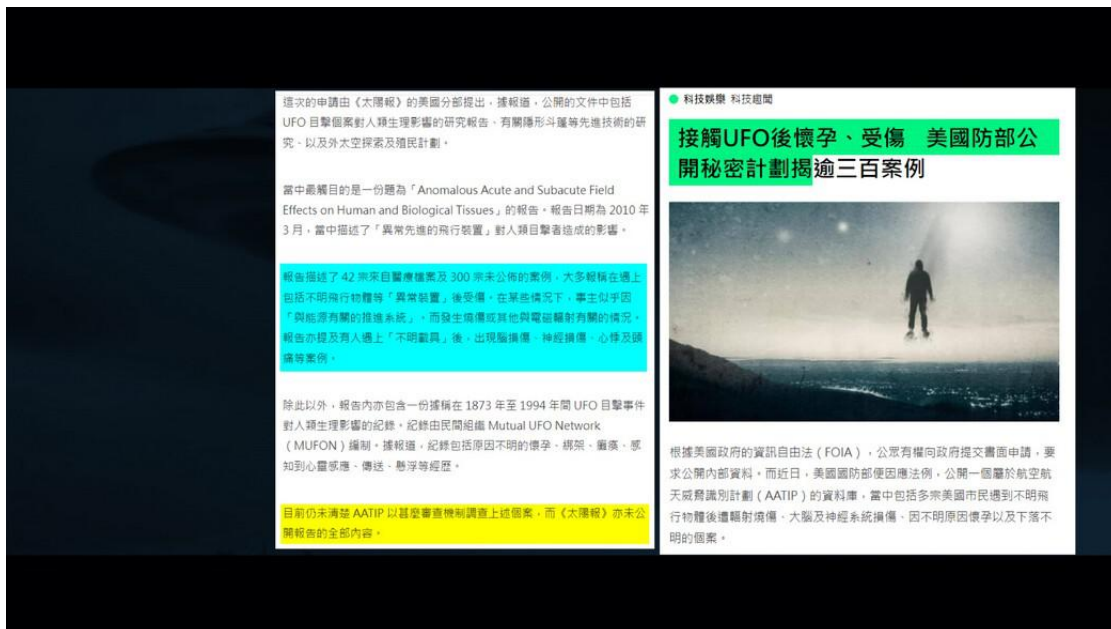 這次的申請由《太陽報》的美國分部提出，據報道，公開的文件中包括
UFO 目擊個案對人類生理影響的研究報告、有關隱形斗篷等先進技術的研
究、以及外太空探索及殖民計劃。
當中最觸目的是一份題為「Anomalous Acute and Subacute Field
Effects on Human and Biological Tissues」的報告。報告日期為 2010 年
3 月，當中描述了「異常先進的飛行裝置」對人類目擊者造成的影響。
報告描述了 42 宗來自醫療檔案及 300 宗未公佈的案例，大多報稱在遇上
包括不明飛行物體等「異常裝置」後受傷。在某些情況下，事主似乎因
「與能源有關的推進系統」，而發生燒傷或其他與電磁輻射有關的情況。
報告亦提及有人遇上「不明載具」後，出現腦損傷、神經損傷、心悸及頭
痛等案例。
除此以外，報告內亦包含一份據稱在 1873 年至 1994 年間 UFO 目擊事件
對人類生理影響的紀錄。紀錄由民間組織 Mutual UFO Network
（MUFON）編制。據報道，紀錄包括原因不明的懷孕、綁架、癱瘓、感
知到心靈感應、傳送、懸浮等經歷。
目前仍未清楚 AATIP 以甚麼審查機制調查上述個案，而《太陽報》亦未公
開報告的全部內容。
科技娛樂 科技趣聞
接觸UFO後懷孕、受傷 美國防部公
開秘密計劃揭逾三百案例
根據美國政府的資訊自由法（FOIA），公眾有權向政府提交書面申請，要
求公開內部資料。而近日，美國國防部便因應法例，公開一個屬於航空航
天威脅識別計劃（AATIP）的資料庫，當中包括多宗美國市民遇到不明飛
行物體後遭輻射燒傷、大腦及神經系統損傷、因不明原因懷孕以及下落不
明的個案。